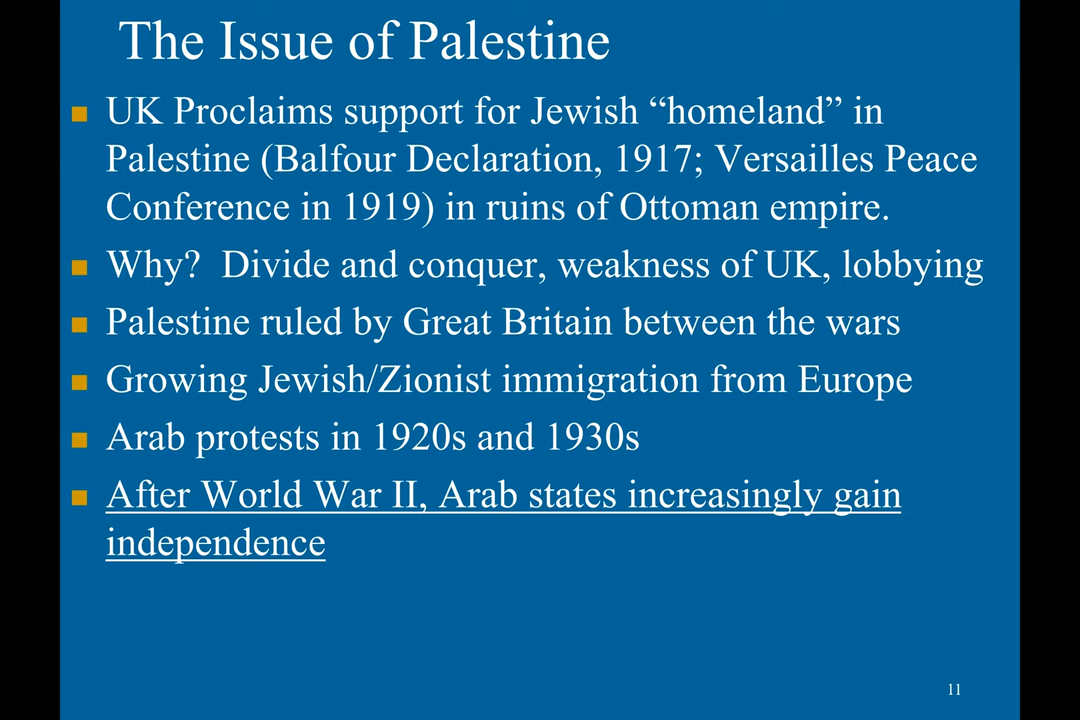 The Issue of Palestine
UK Proclaims support for Jewish “homeland” in
Palestine (Balfour Declaration, 1917; Versailles Peace
Conference in 1919) in ruins of Ottoman empire.
Why?  Divide and conquer, weakness of UK, lobbying
Palestine ruled by Great Britain between the wars
Growing Jewish/Zionist immigration from Europe
Arab protests in 1920s and 1930s
After World War II, Arab states increasingly gain
independence
11